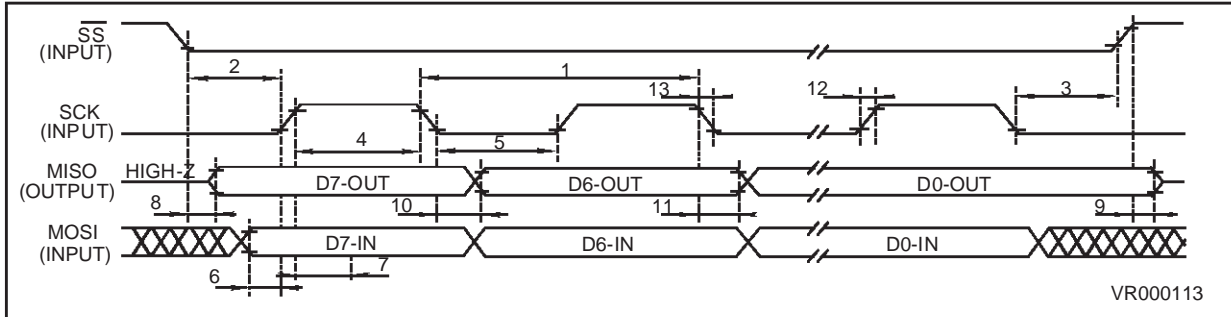 SS
(INPUT)
2
1
13
12
3
SCK
(INPUT)
4
5
MISO
(OUTPUT)
HIGH-Z
D7-OUT
D6-OUT
D0-OUT
8
10
11
9
MOSI
(INPUT)
D7-IN
D6-IN
D0-IN
6
7
VR000113